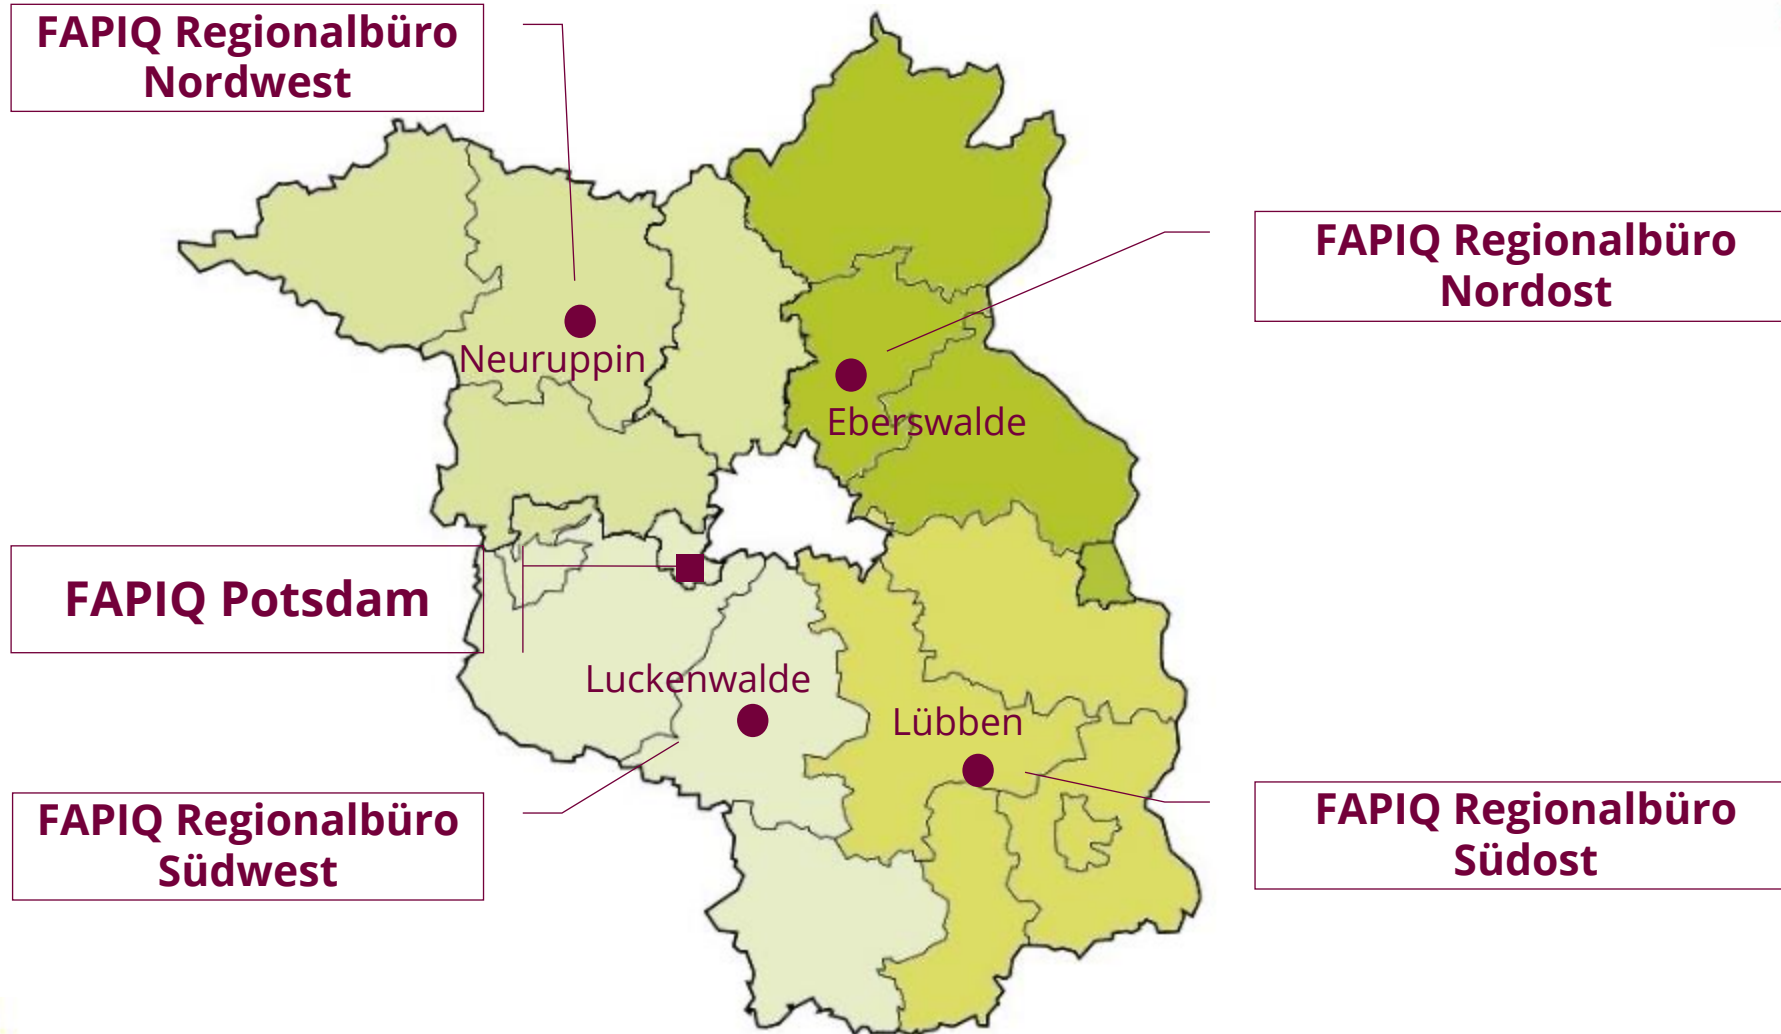 FAPIQ Regionalbüro
Nordwest
FAPIQ Regionalbüro
Nordost
Neuruppin
Eberswalde
FAPIQ Potsdam
Luckenwalde
Lübben
FAPIQ Regionalbüro
Südwest
FAPIQ Regionalbüro
Südost